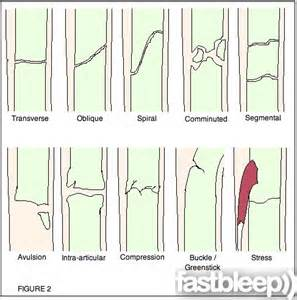 Transverse Oblique Spiral Comminuted Segmental
Avulsion Intra-articular Compression Buckle / Greenstick Stress
FIGURE 2
fastbleep))